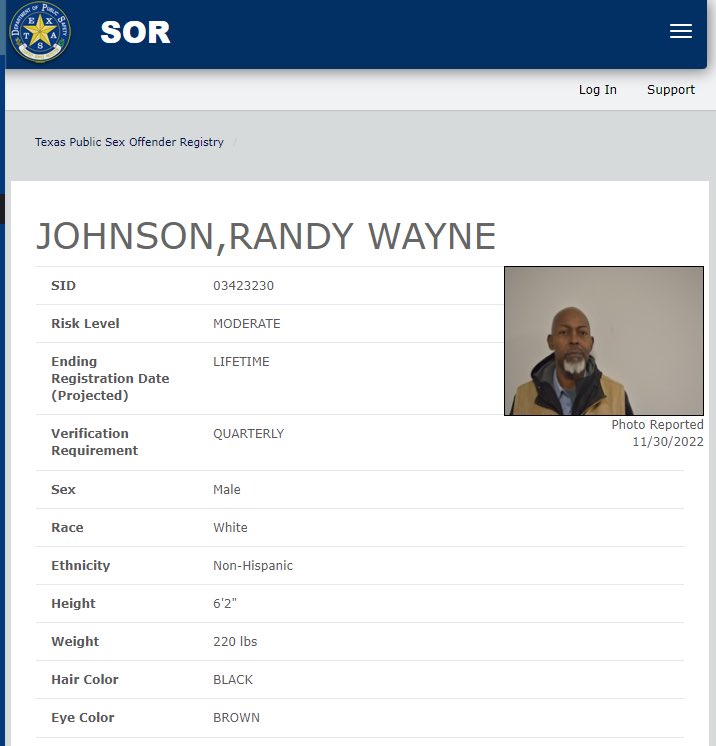 DEPARTMENT OF PUBLIC SAFETY
TEXAS
SOR
Log In Support
Texas Public Sex Offender Registry /
JOHNSON,RANDY WAYNE
SID 03423230
Risk Level MODERATE
Ending
Registration Date
(Projected) LIFETIME
Photo Reported
11/30/2022
Verification
Requirement QUARTERLY
Sex Male
Race White
Ethnicity Non-Hispanic
Height 6'2"
Weight 220 lbs
Hair Color BLACK
Eye Color BROWN